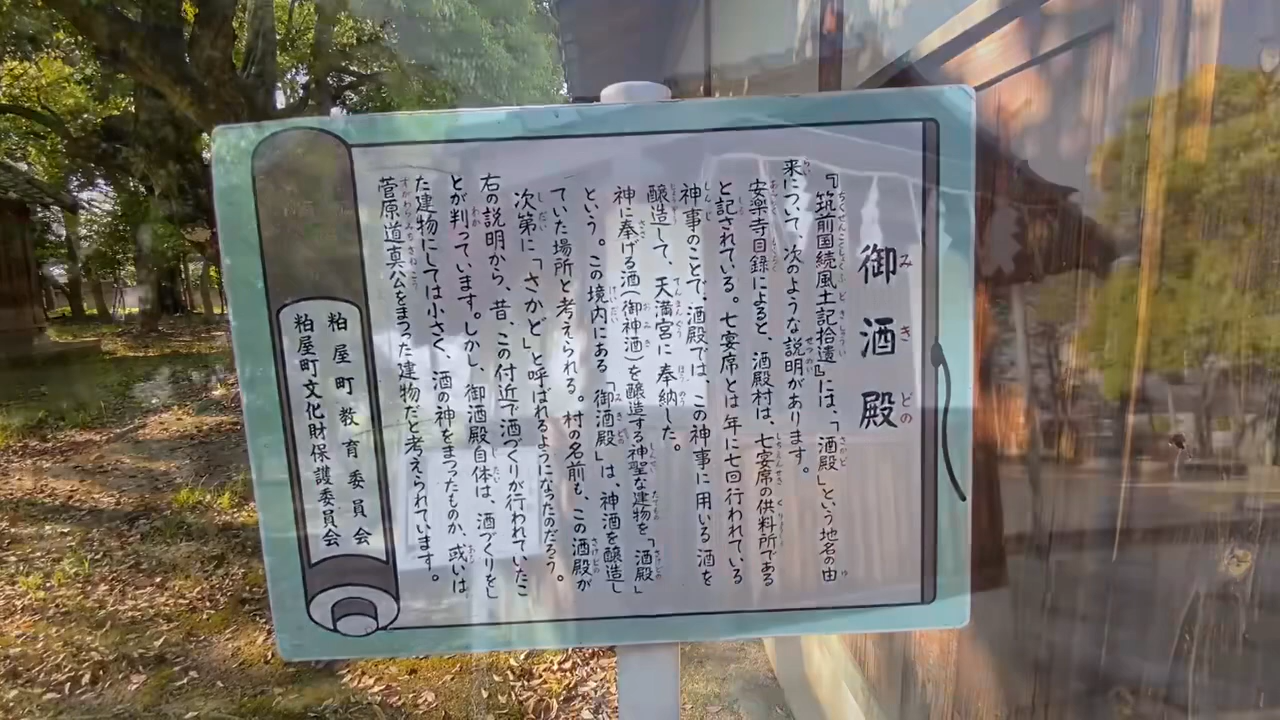 御酒殿
『筑前国続風土記拾遺』には、「酒殿」という地名の由
来について、次のような説明があります。
安楽寺目録によると、酒殿村は、七宴席の供料所である
と記されている。七宴席とは年に七回行われている
神事のことで、酒殿では、この神事に用いる酒を
醸造して、天満宮に奉納した。
神に奉げる酒(御神酒)を醸造する神聖な建物を「酒殿」
という。この境内にある「御酒殿」は、神酒を醸造し
ていた場所と考えられる。村の名前も、この酒殿が
次第に「さかど」と呼ばれるようになったのだろう。
右の説明から、昔、この付近で酒づくりが行われていたこ
とが判っています。しかし、御酒殿自体は、酒づくりをし
た建物にしては小さく、酒の神をまつったものか、或いは
菅原道真公をまつった建物だと考えられています。
粕屋町教育委員会
粕屋町文化財保護委員会